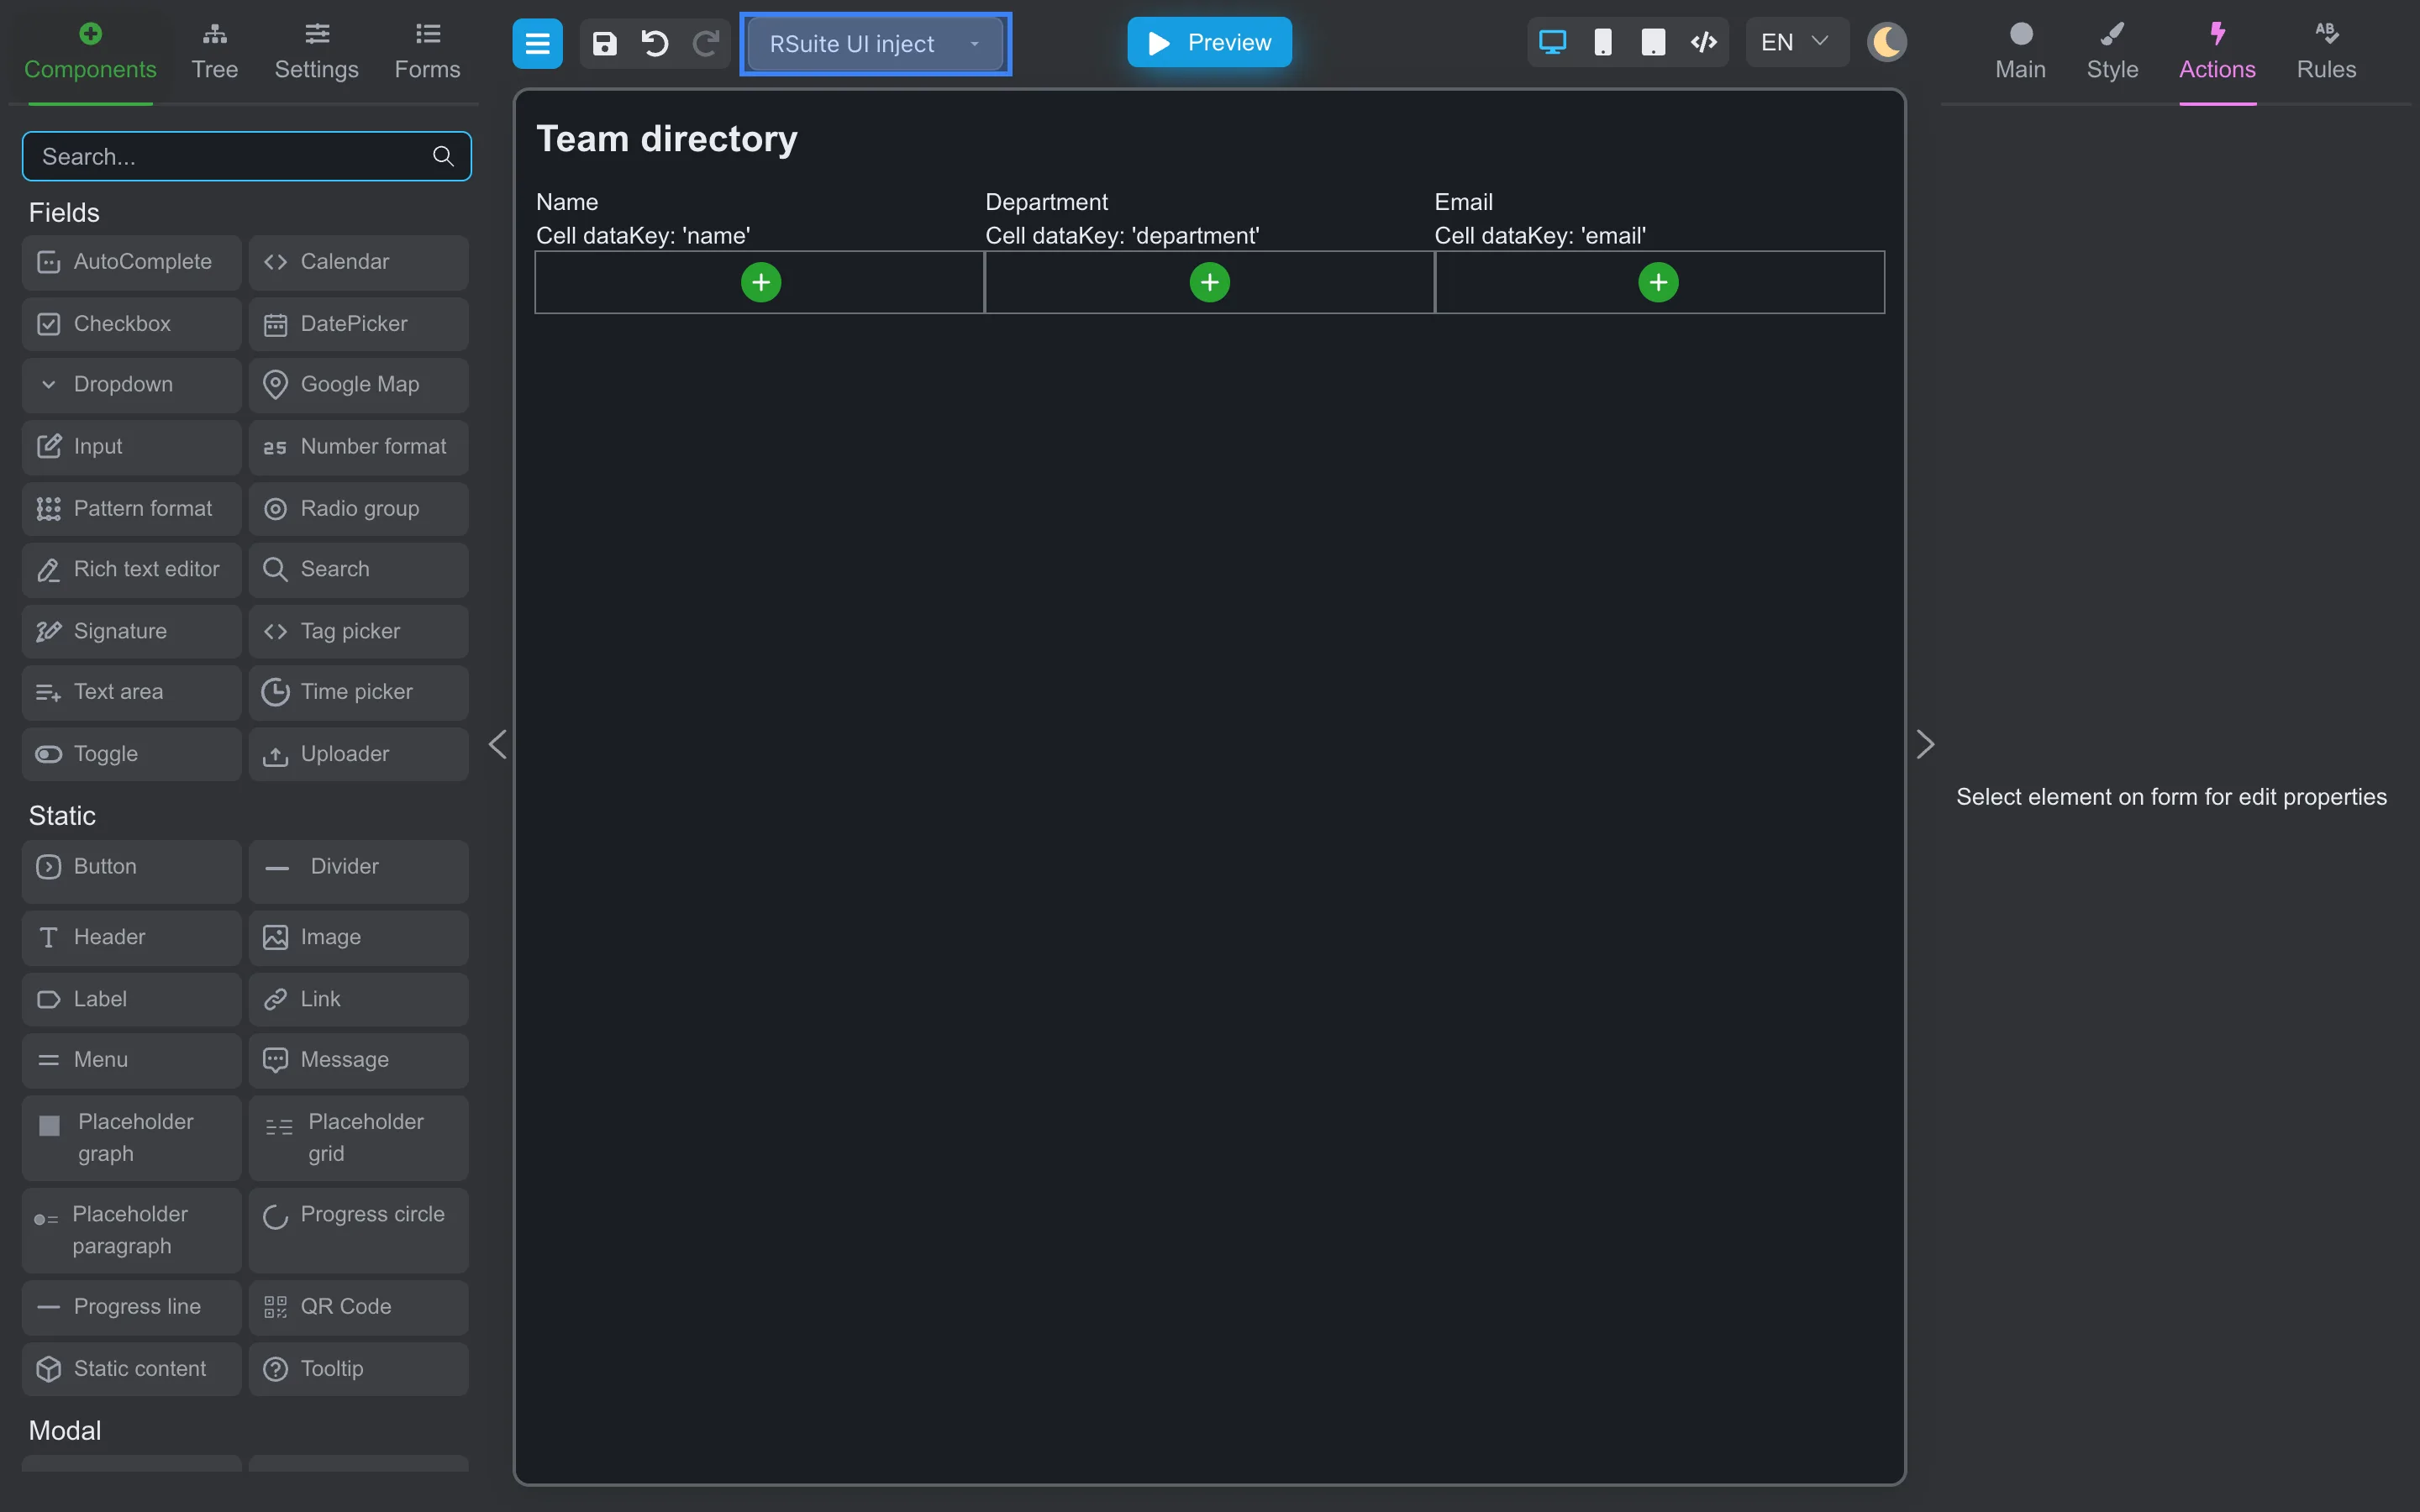 Components
Tree
Settings
Forms
RSuite UI inject
Preview
EN
Main
Style
Actions
Rules
Search...
Fields
AutoComplete
Calendar
Checkbox
DatePicker
Dropdown
Google Map
Input
25 Number format
Pattern format
Radio group
Rich text editor
Search
Signature
Tag picker
Text area
Time picker
Toggle
Uploader
Static
Button
Divider
Header
Image
Label
Link
Menu
Message
Placeholder graph
Placeholder grid
Placeholder paragraph
Progress circle
Progress line
QR Code
Static content
Tooltip
Modal
Team directory
Name
Department
Email
Cell dataKey: 'name'
Cell dataKey: 'department'
Cell dataKey: 'email'
Select element on form for edit properties